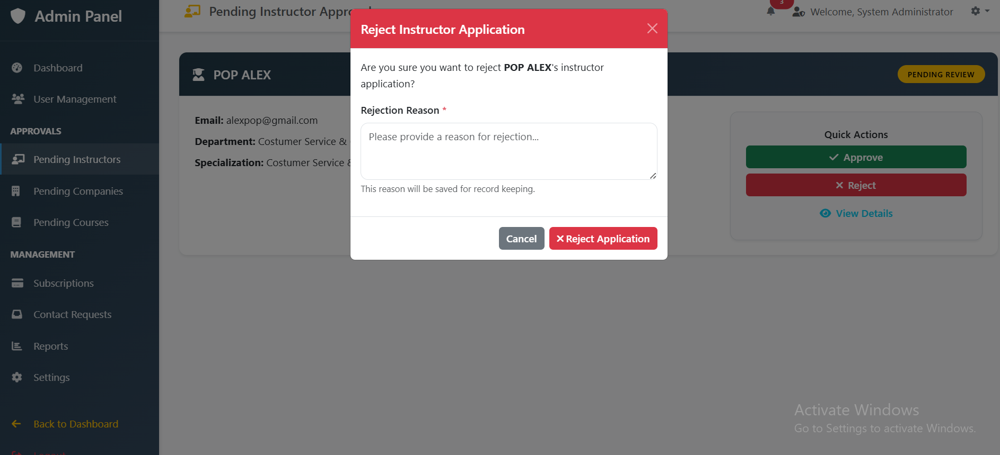 Admin Panel
Dashboard
User Management
APPROVALS
Pending Instructors
Pending Companies
Pending Courses
MANAGEMENT
Subscriptions
Contact Requests
Reports
Settings
Back to Dashboard
Pending Instructor
3
Welcome, System Administrator
POP ALEX
PENDING REVIEW
Email: alexpop@gmail.com
Department: Costumer Service &
Specialization: Costumer Service &
Quick Actions
Approve
Reject
View Details
Reject Instructor Application
Are you sure you want to reject POP ALEX's instructor
application?
Rejection Reason *
Please provide a reason for rejection...
This reason will be saved for record keeping.
Cancel
Reject Application
Activate Windows
Go to Settings to activate Windows.